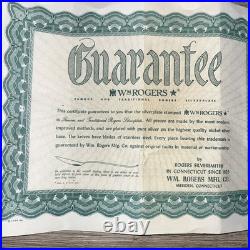 Guarantee
Wm ROGERS ★
FAMOUS AND TRADITIONAL ROGERS SILVERPLATE
This certificate guarantees to you that the silverplate stamped Wm ROGERS ★
is Famous and Traditional Rogers Silverplate. All pieces are made by the most modern
improved methods, and are plated with pure silver on the highest quality nickel silver
base. The knives have blades of stainless steel. Every piece bearing this trademark is
guaranteed by Wm. Rogers Mfg. Co. against original faults in material or workmanship
by
ROGERS SILVERSMITHS
IN CONNECTICUT SINCE
WM. ROGERS MFG. CO.
MERIDEN, CONNECTICUT